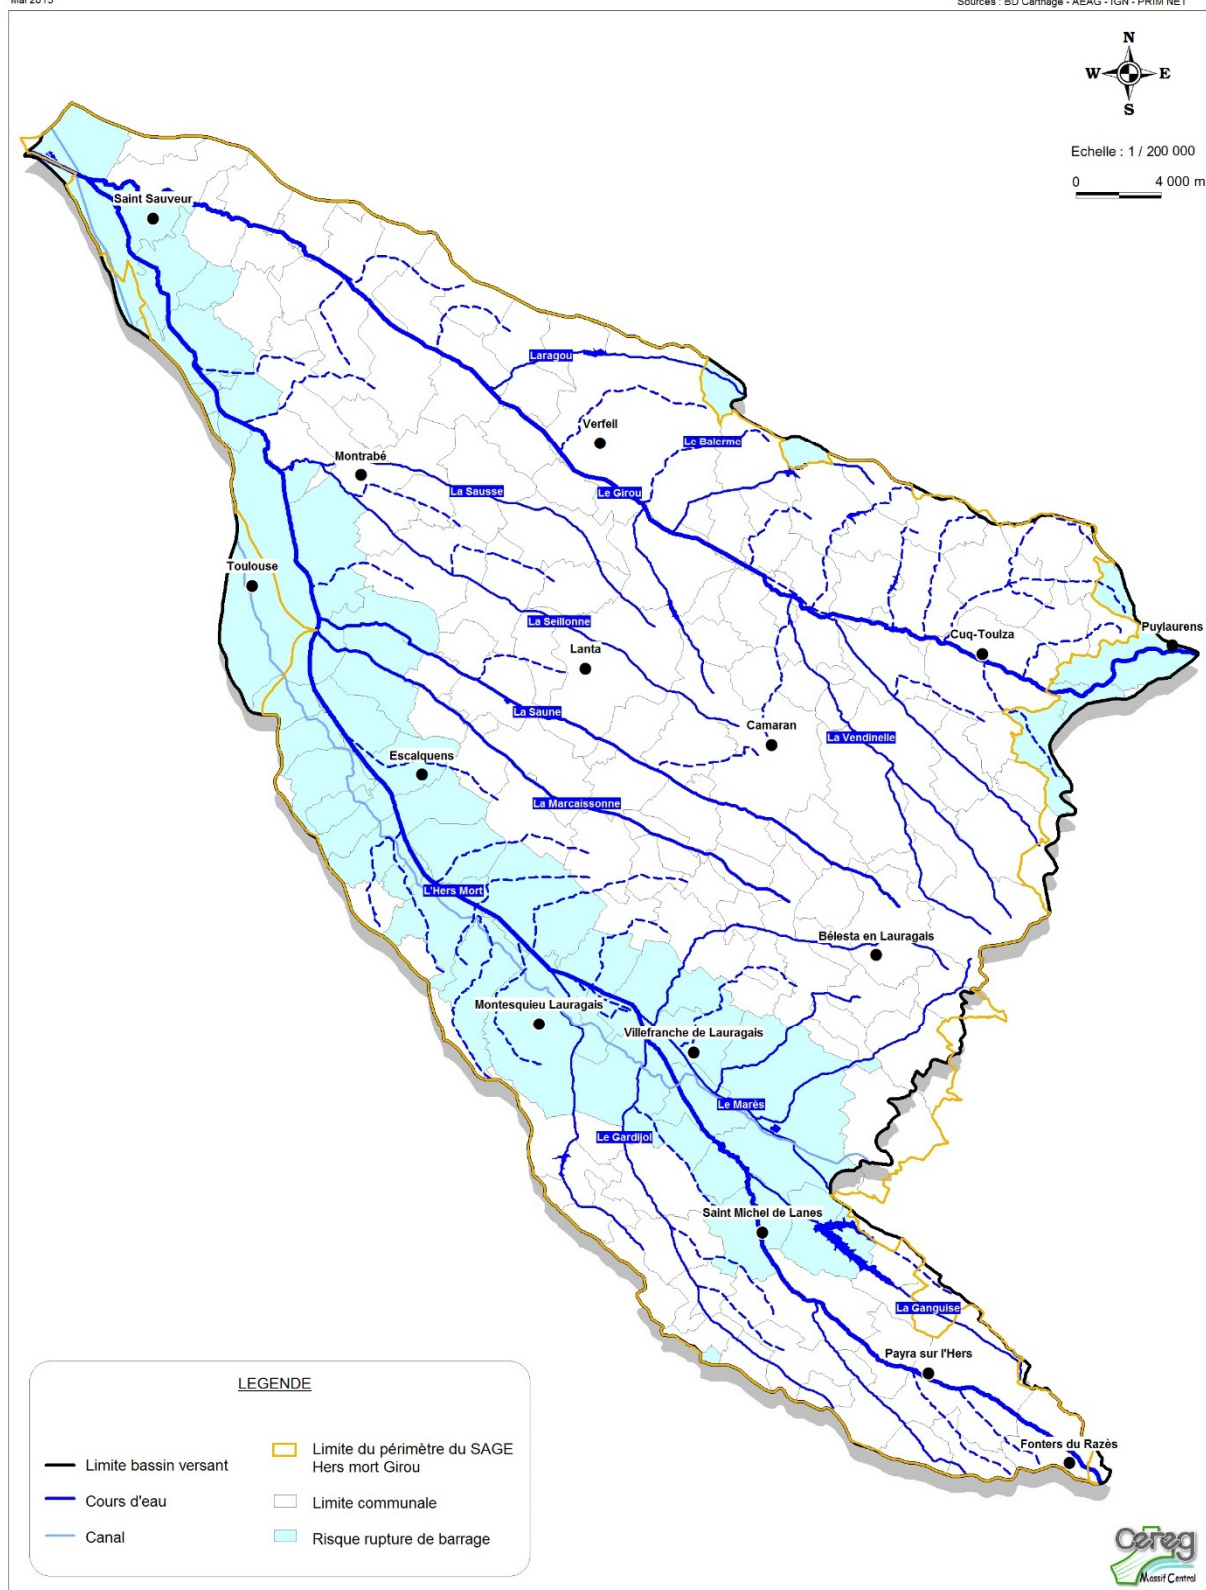 Mai 2015
Sources : BD Carthage - AEAG - IGN - PRIM NET
N
W E
S
Echelle : 1 / 200 000
0 4 000 m
Saint Sauveur
Laragou
Verfeil
Le Balerme
Montrabé
La Sausse
Le Girou
Toulouse
La Seillonne
Puylaurens
Cuq-Toulza
Lanta
La Saune
Camaran
La Vendinelle
Escalquens
La Marcaissonne
L'Hers Mort
Bélesta en Lauragais
Montesquieu Lauragais
Villefranche de Lauragais
Le Marès
Le Gardijol
Saint Michel de Lanes
La Ganguise
Payra sur l'Hers
Fonters du Razès
LEGENDE
Limite bassin versant
Cours d'eau
Canal
Limite du périmètre du SAGE
Hers mort Girou
Limite communale
Risque rupture de barrage
Cereg
Massif Central